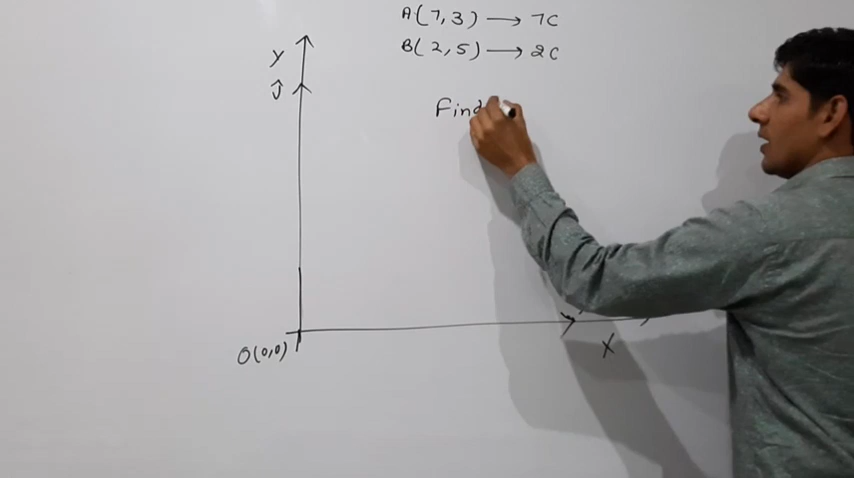 A(7,3) → 7C
B(2,5) → 2C
Y
ĵ
Find
O(0,0)
X